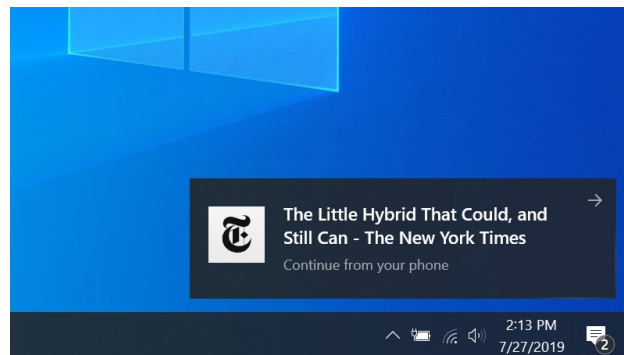 The Little Hybrid That Could, and
Still Can - The New York Times
Continue from your phone
2:13 PM
7/27/2019
2